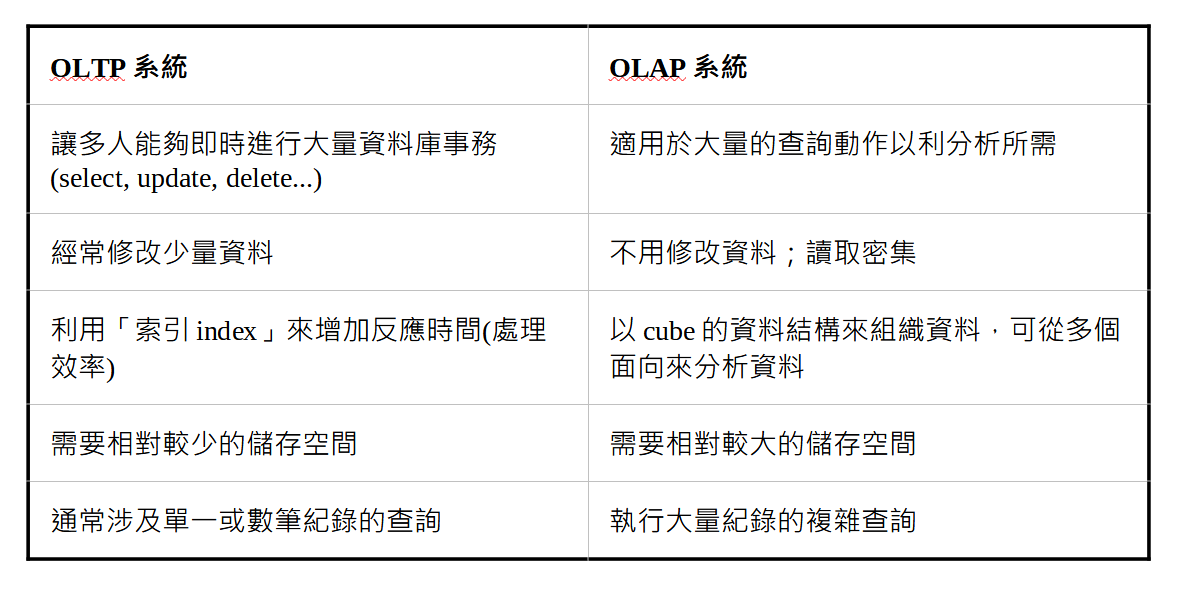 OLTP 系統
OLAP 系統
讓多人能夠即時進行大量資料庫事務
(select, update, delete...)
適用於大量的查詢動作以利分析所需
經常修改少量資料
不用修改資料；讀取密集
利用「索引 index」來增加反應時間(處理
效率)
以 cube 的資料結構來組織資料，可從多個
面向來分析資料
需要相對較少的儲存空間
需要相對較大的儲存空間
通常涉及單一或數筆紀錄的查詢
執行大量紀錄的複雜查詢